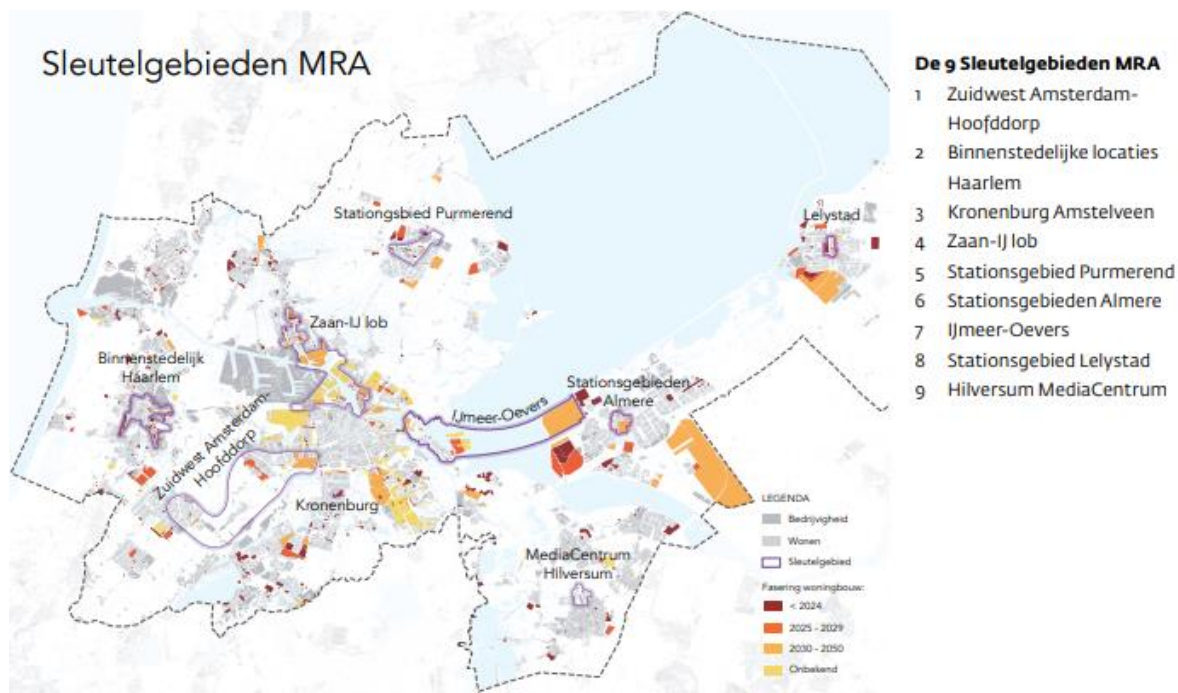 Sleutelgebieden MRA
Stationgsbied Purmerend
Lelystad
Zaan-IJ lob
Binnenstedelijk
Haarlem
Stationsgebieden
Almere
IJmeer-Oevers
Zuidwest Amsterdam-
Hoofddorp
Kronenburg
MediaCentrum
Hilversum
LEGENDA
Bedrijvigheid
Wonen
Sleutelgebied
Fasering woningbouw:
< 2024
2025 - 2029
2030 - 2050
Onbekend
De 9 Sleutelgebieden MRA
1 Zuidwest Amsterdam-
Hoofddorp
2 Binnenstedelijke locaties
Haarlem
3 Kronenburg Amstelveen
4 Zaan-IJ lob
5 Stationsgebied Purmerend
6 Stationsgebieden Almere
7 IJmeer-Oevers
8 Stationsgebied Lelystad
9 Hilversum MediaCentrum